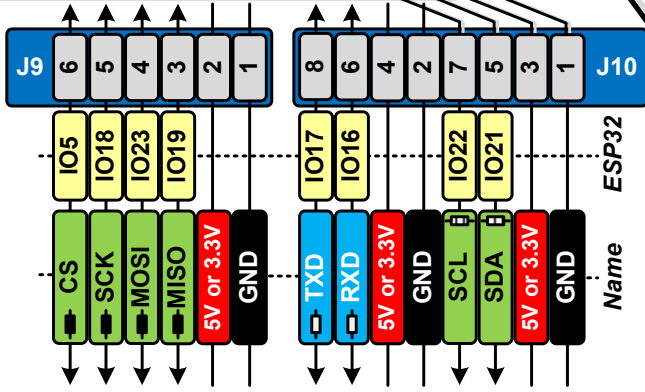 J9 6 5 4 3 2 1 8 6 4 2 7 5 3 1 J10
IO5 IO18 IO23 IO19 IO17 IO16 IO22 IO21 ESP32
CS SCK MOSI MISO 5V or 3.3V GND TXD RXD 5V or 3.3V GND SCL SDA 5V or 3.3V GND Name